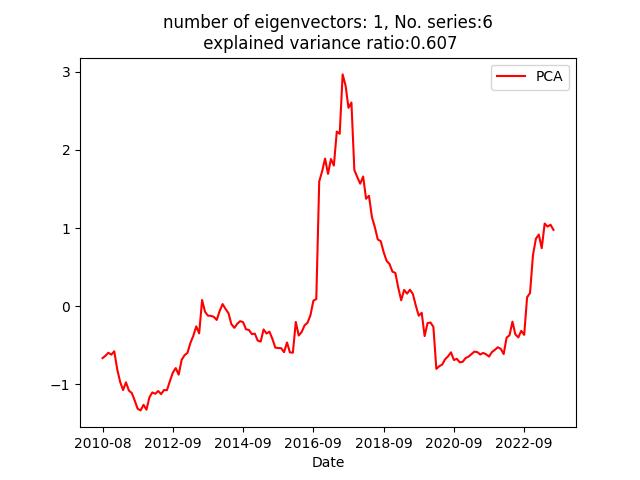 number of eigenvectors: 1, No. series:6
explained variance ratio:0.607
PCA
3
2
1
0
−1
2010-08 2012-09 2014-09 2016-09 2018-09 2020-09 2022-09
Date